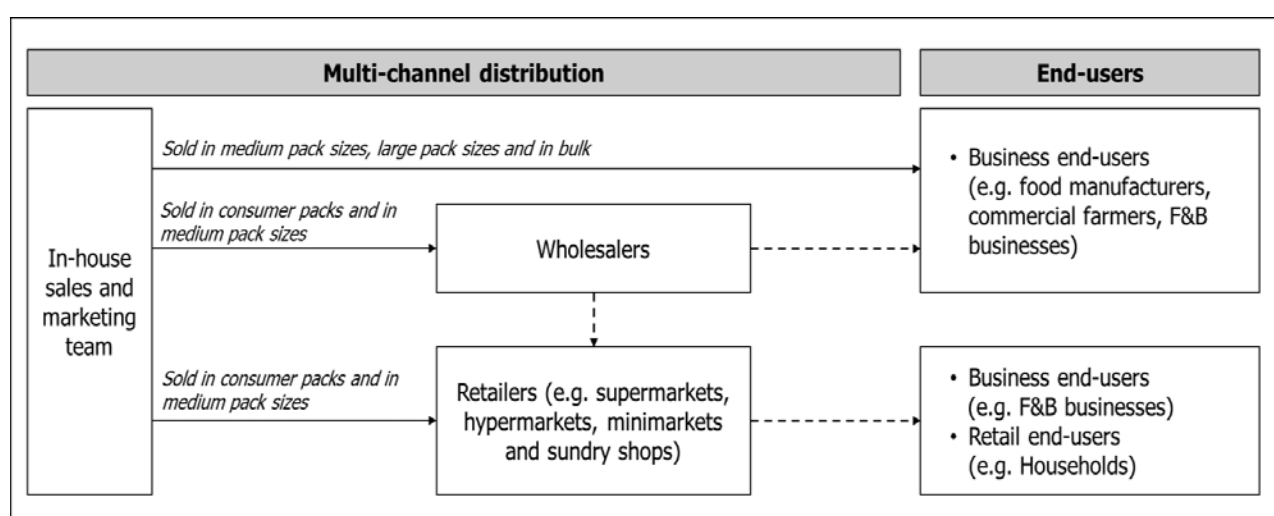 Multi-channel distribution
End-users
Sold in medium pack sizes, large pack sizes and in bulk
Sold in consumer packs and in
medium pack sizes
In-house
sales and
marketing
team
Wholesalers
• Business end-users
(e.g. food manufacturers,
commercial farmers, F&B
businesses)
Sold in consumer packs and in
medium pack sizes
Retailers (e.g. supermarkets,
hypermarkets, minimarkets
and sundry shops)
• Business end-users
(e.g. F&B businesses)
• Retail end-users
(e.g. Households)